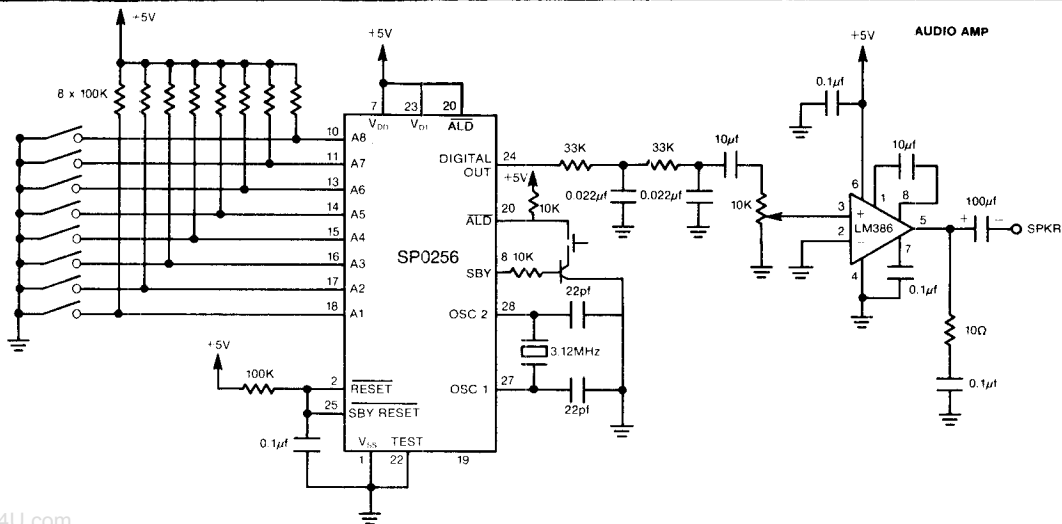 +5V
8 x 100K
+5V
7 23 20
VDD VD1 ALD
10 A8
11 A7
13 A6
14 A5
15 A4
16 A3
17 A2
18 A1
SP0256
DIGITAL OUT 24
33K
33K
0.022µf
0.022µf
10µf
10K
+5V
10K
ALD 20
SBY 8 10K
OSC 2 28
22pf
3.12MHz
OSC 1 27
22pf
+5V
100K
2 RESET
25 SBY RESET
0.1µf
VSS TEST
1 22 19
AUDIO AMP
+5V
0.1µf
10µf
6
1
8
3 +
2 −
LM386
5
4
7
0.1µf
100µf
+ −
SPKR
10Ω
0.1µf
4U.com